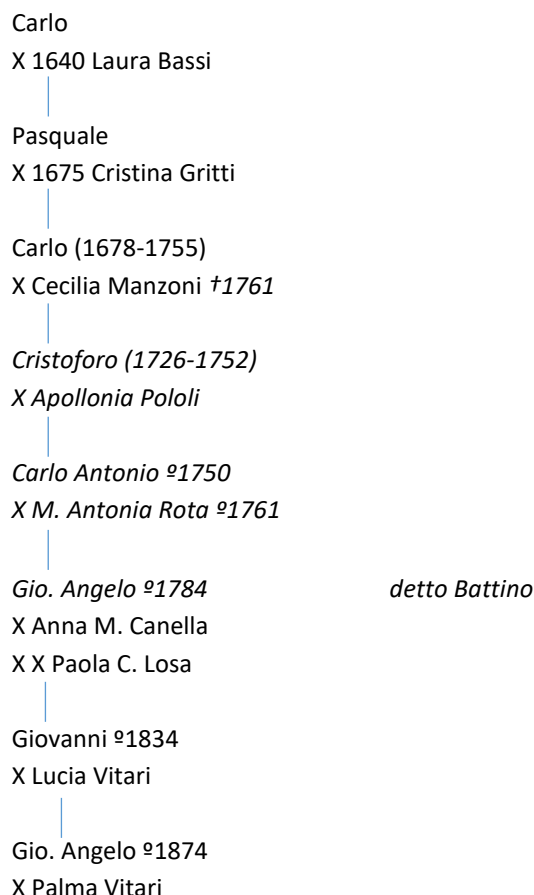 Carlo
X 1640 Laura Bassi
Pasquale
X 1675 Cristina Gritti
Carlo (1678-1755)
X Cecilia Manzoni †1761
Cristoforo (1726-1752)
X Apollonia Pololi
Carlo Antonio º1750
X M. Antonia Rota º1761
Gio. Angelo º1784 detto Battino
X Anna M. Canella
X X Paola C. Losa
Giovanni º1834
X Lucia Vitari
Gio. Angelo º1874
X Palma Vitari